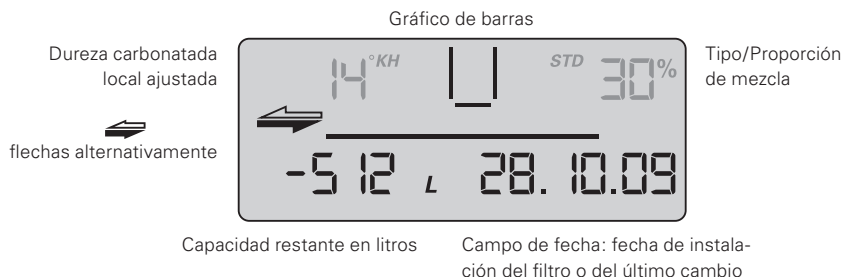 Gráfico de barras
Dureza carbonatada
local ajustada
14°KH
STD 30%
Tipo/Proporción
de mezcla
flechas alternativamente
-512 L 28.10.09
Capacidad restante en litros
Campo de fecha: fecha de instala-
ción del filtro o del último cambio